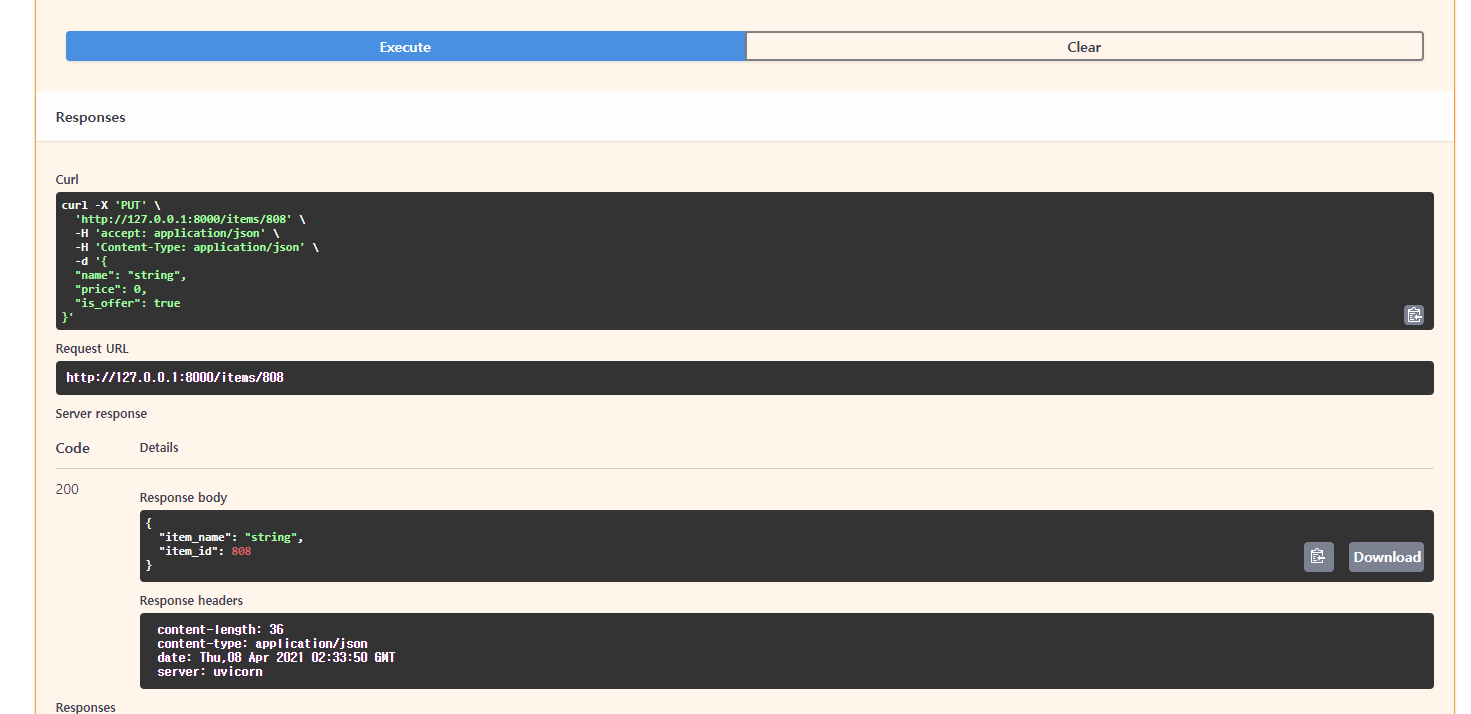 Execute
Clear
Responses
Curl
curl -X 'PUT' \
  'http://127.0.0.1:8000/items/808' \
  -H 'accept: application/json' \
  -H 'Content-Type: application/json' \
  -d '{
  "name": "string",
  "price": 0,
  "is_offer": true
}'
Request URL
http://127.0.0.1:8000/items/808
Server response
Code Details
200
Response body
{
  "item_name": "string",
  "item_id": 808
}
Download
Response headers
content-length: 36
content-type: application/json
date: Thu,08 Apr 2021 02:33:50 GMT
server: uvicorn
Responses